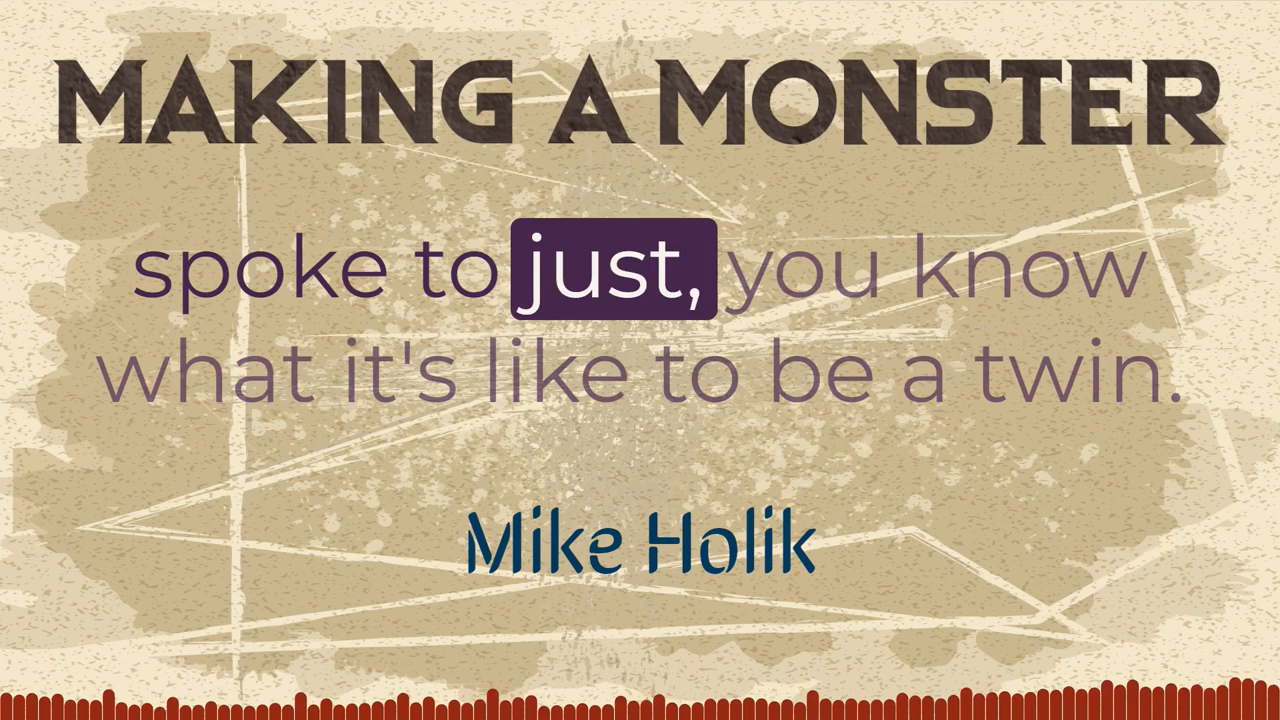 MAKING A MONSTER
spoke to just, you know
what it's like to be a twin.
Mike Holik